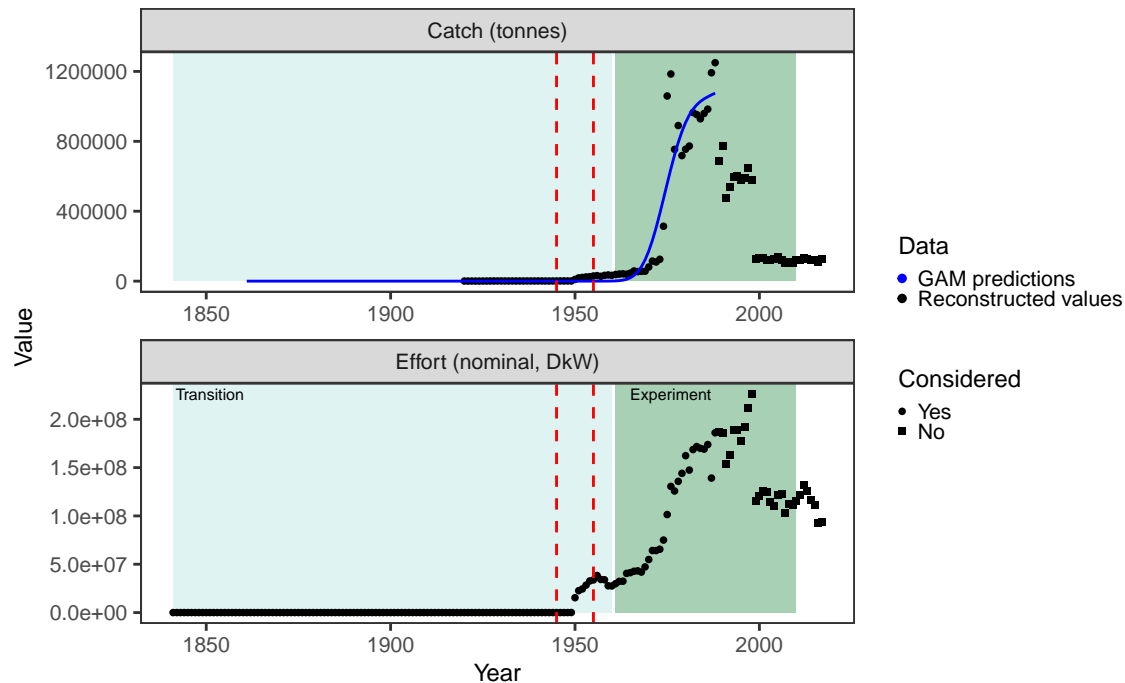 Catch (tonnes)
1200000
800000
400000
0
1850
1900
1950
2000
Effort (nominal, DkW)
Transition
Experiment
2.0e+08
1.5e+08
1.0e+08
5.0e+07
0.0e+00
1850
1900
1950
2000
Year
Value
Data
GAM predictions
Reconstructed values
Considered
Yes
No